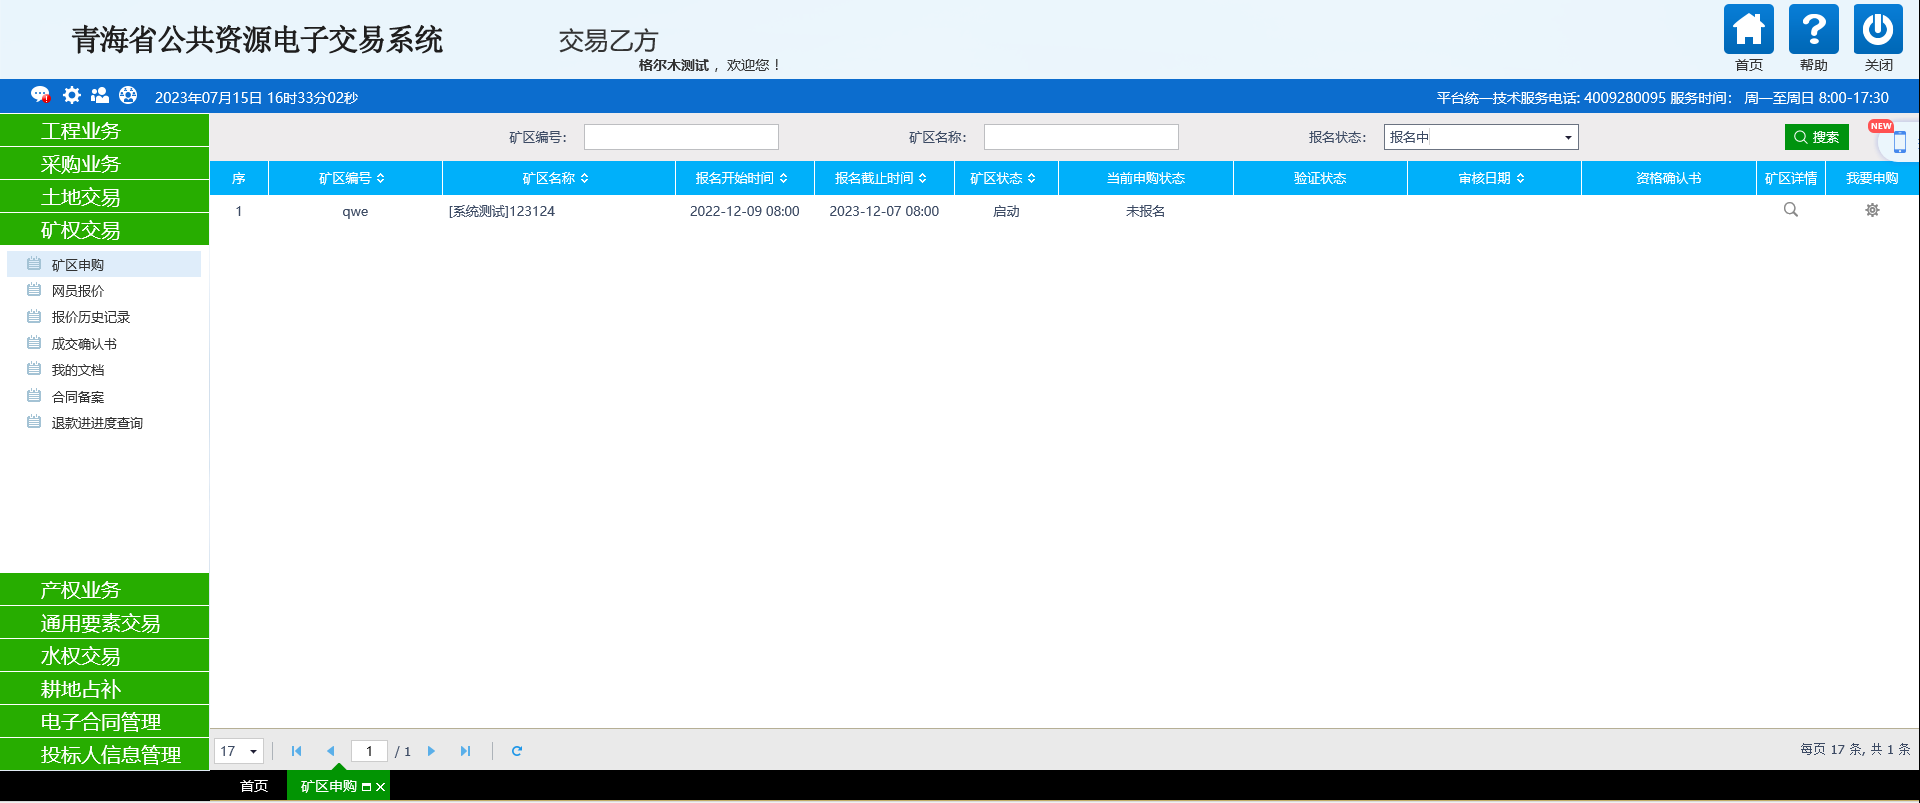 青海省公共资源电子交易系统
交易乙方
格尔木测试，欢迎您！
首页
帮助
关闭
2023年07月15日 16时33分02秒
平台统一技术服务电话: 4009280095 服务时间： 周一至周日 8:00-17:30
工程业务
采购业务
土地交易
矿权交易
矿区申购
网员报价
报价历史记录
成交确认书
我的文档
合同备案
退款进进度查询
产权业务
通用要素交易
水权交易
耕地占补
电子合同管理
投标人信息管理
矿区编号： 矿区名称： 报名状态： 报名中 搜索
NEW
序 矿区编号 矿区名称 报名开始时间 报名截止时间 矿区状态 当前申购状态 验证状态 审核日期 资格确认书 矿区详情 我要申购
1 qwe [系统测试]123124 2022-12-09 08:00 2023-12-07 08:00 启动 未报名
17 1 / 1 每页 17 条, 共 1 条
首页 矿区申购